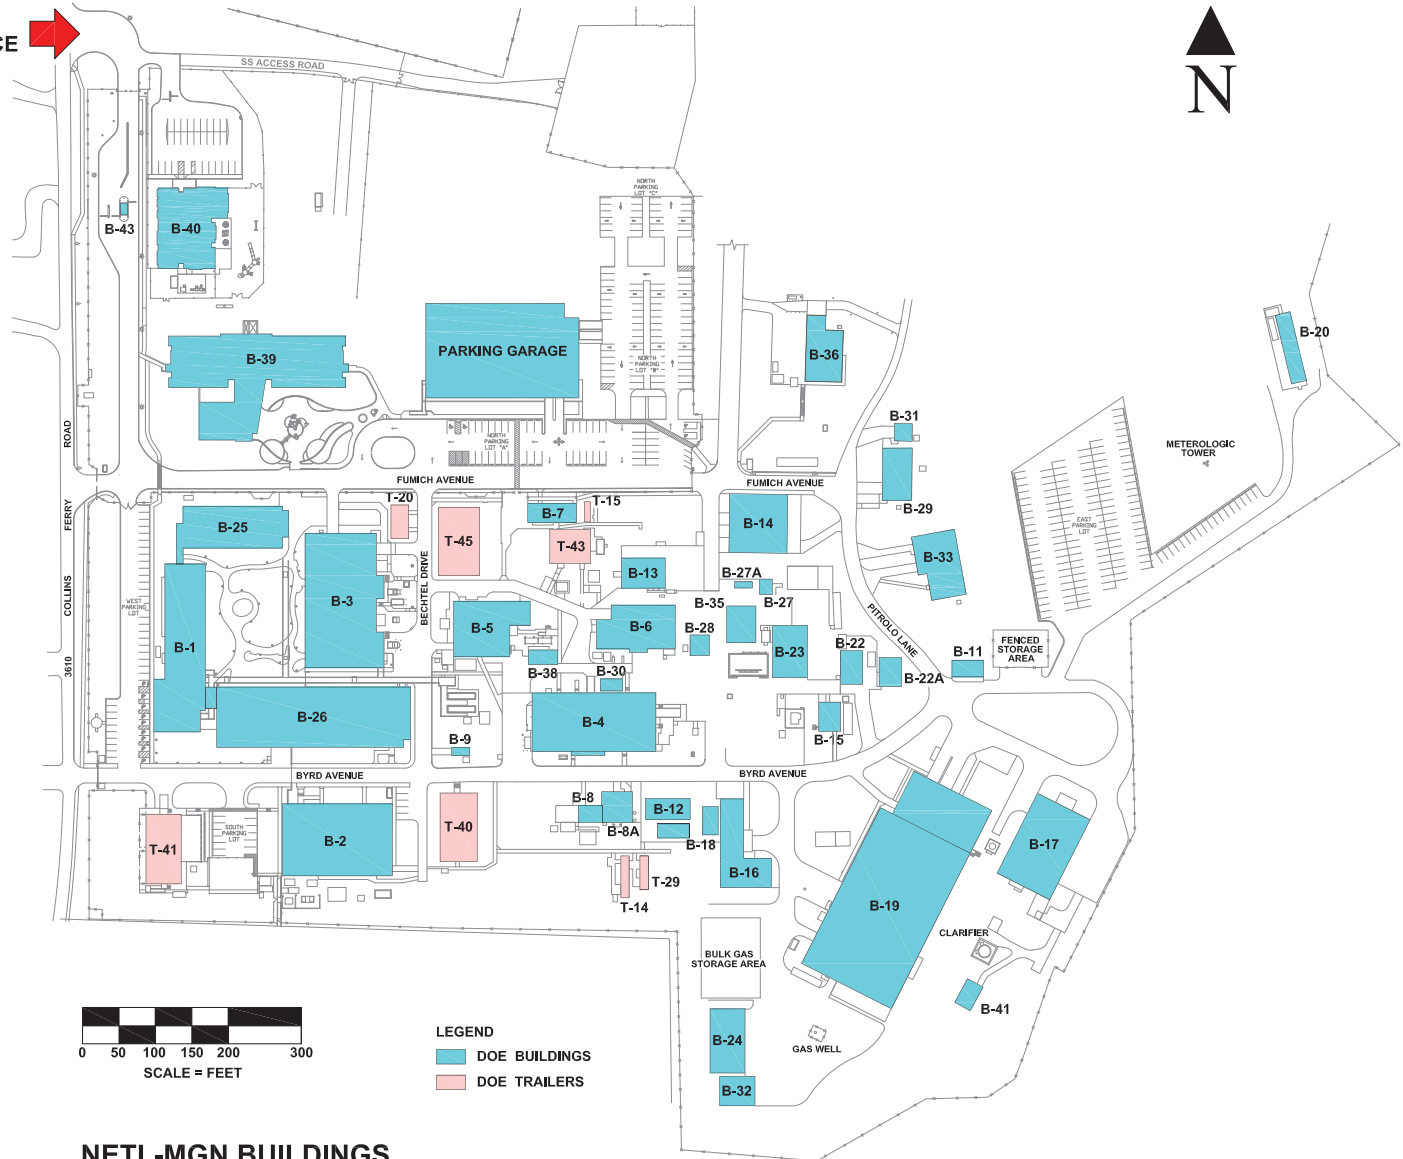 CE
N
SS ACCESS ROAD
NORTH
PARKING
LOT "C"
B-43
B-40
B-20
B-39
PARKING GARAGE
B-36
NORTH
PARKING
LOT "B"
B-31
ROAD
NORTH
PARKING
LOT "A"
METEROLOGIC
TOWER
FUMICH AVENUE
FUMICH AVENUE
B-29
T-20
T-15
FERRY
B-25
T-45
B-7
B-14
EAST
PARKING
LOT
T-43
B-33
B-13
B-27A
B-27
COLLINS
WEST
PARKING
LOT
B-3
BECHTEL DRIVE
B-35
B-5
B-6
B-28
PITROLO LANE
B-1
B-23
B-22
B-11
FENCED
STORAGE
AREA
3610
B-38
B-30
B-22A
B-26
B-4
B-15
B-9
BYRD AVENUE
BYRD AVENUE
B-8
B-12
SOUTH
PARKING
LOT
T-40
B-8A
B-2
B-18
B-17
T-41
B-16
T-29
T-14
B-19
CLARIFIER
BULK GAS
STORAGE AREA
B-41
B-24
GAS WELL
B-32
0 50 100 150 200 300
SCALE = FEET
LEGEND
DOE BUILDINGS
DOE TRAILERS
NETL-MGN BUILDINGS